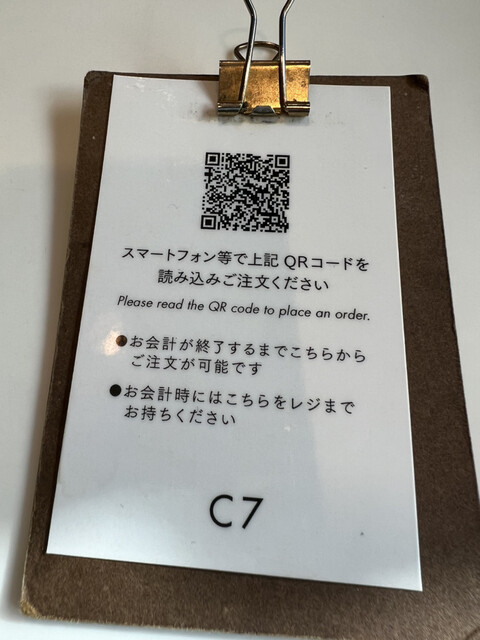 スマートフォン等で上記 QRコードを
読み込みご注文ください
Please read the QR code to place an order.
●お会計が終了するまでこちらから
ご注文が可能です
●お会計時にはこちらをレジまで
お持ちください
C7